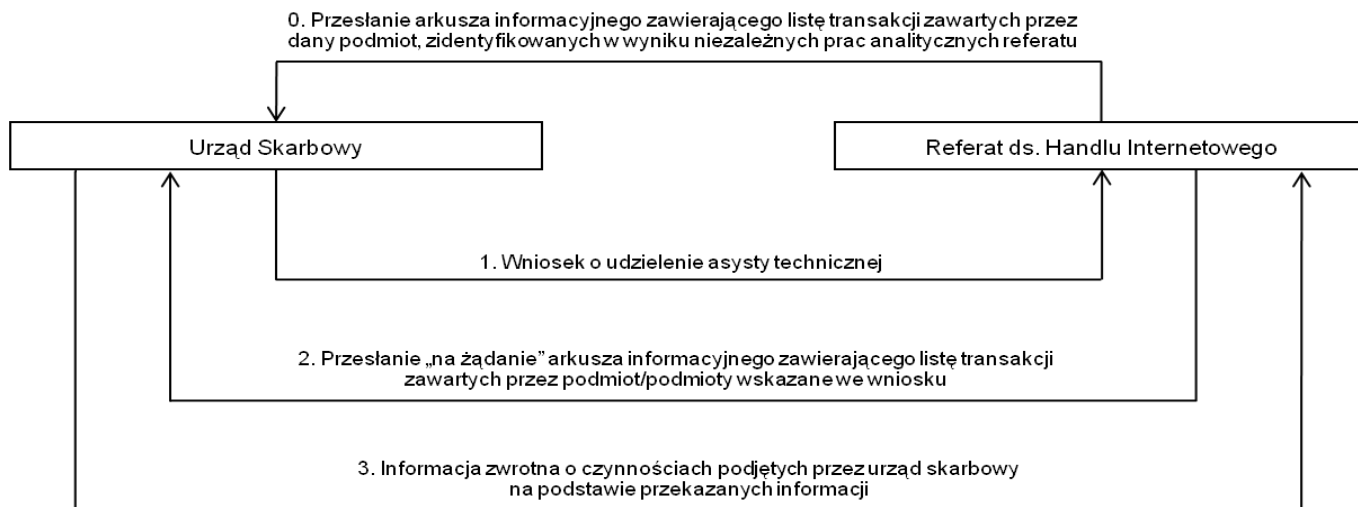 0. Przesłanie arkusza informacyjnego zawierającego listę transakcji zawartych przez
dany podmiot, zidentyfikowanych w wyniku niezależnych prac analitycznych referatu
Urząd Skarbowy
Referat ds. Handlu Internetowego
1. Wniosek o udzielenie asysty technicznej
2. Przesłanie „na żądanie” arkusza informacyjnego zawierającego listę transakcji
zawartych przez podmiot/podmioty wskazane we wniosku
3. Informacja zwrotna o czynnościach podjętych przez urząd skarbowy
na podstawie przekazanych informacji